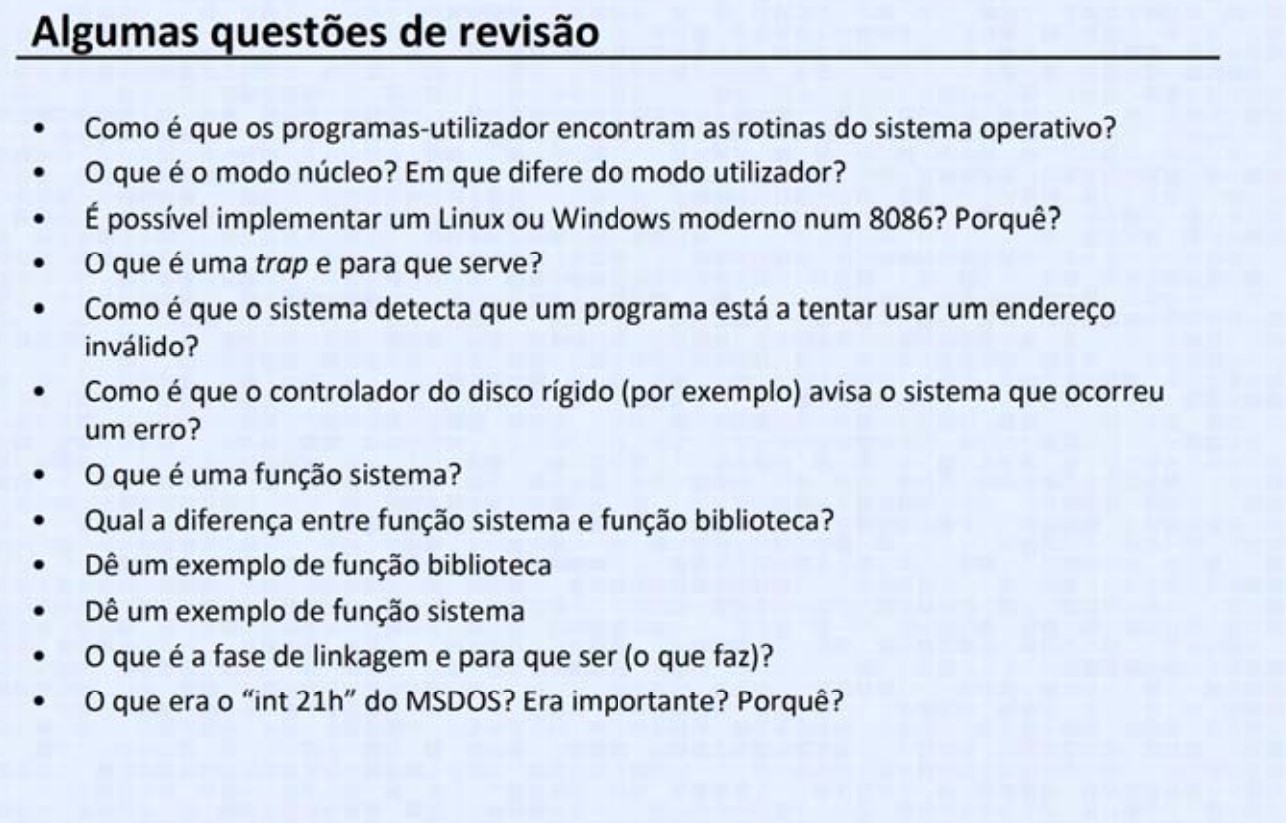 Algumas questões de revisão
• Como é que os programas-utilizador encontram as rotinas do sistema operativo?
• O que é o modo núcleo? Em que difere do modo utilizador?
• É possível implementar um Linux ou Windows moderno num 8086? Porquê?
• O que é uma trap e para que serve?
• Como é que o sistema detecta que um programa está a tentar usar um endereço
inválido?
• Como é que o controlador do disco rígido (por exemplo) avisa o sistema que ocorreu
um erro?
• O que é uma função sistema?
• Qual a diferença entre função sistema e função biblioteca?
• Dê um exemplo de função biblioteca
• Dê um exemplo de função sistema
• O que é a fase de linkagem e para que ser (o que faz)?
• O que era o “int 21h” do MSDOS? Era importante? Porquê?